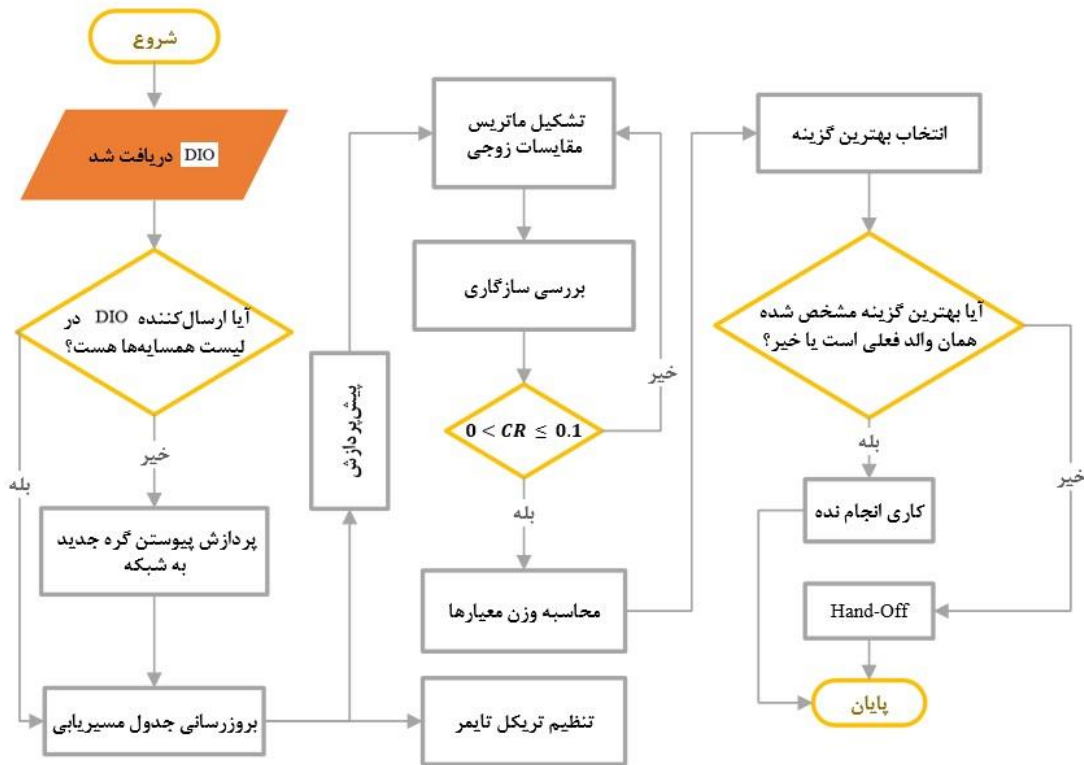 شروع
DIO دریافت شد
آیا ارسال‌کننده DIO در
لیست همسایه‌ها هست؟
خیر
بله
پردازش پیوستن گره جدید
به شبکه
بروزرسانی جدول مسیریابی
پیش‌پردازش
تشکیل ماتریس
مقایسات زوجی
بررسی سازگاری
0 < CR ≤ 0.1
خیر
بله
محاسبه وزن معیارها
تنظیم تریکل تایمر
انتخاب بهترین گزینه
آیا بهترین گزینه مشخص شده
همان والد فعلی است یا خیر؟
بله
خیر
کاری انجام نده
Hand-Off
پایان